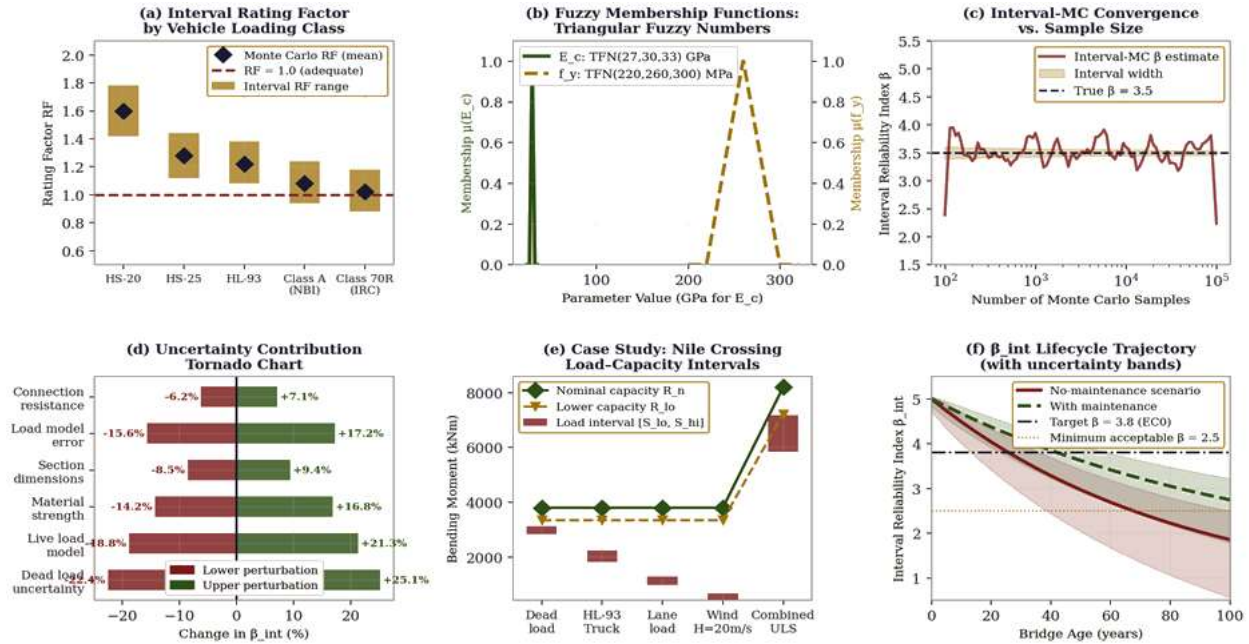 (a) Interval Rating Factor
by Vehicle Loading Class
Rating Factor RF
2.0
1.8
1.6
1.4
1.2
1.0
0.8
0.6
Monte Carlo RF (mean)
RF = 1.0 (adequate)
Interval RF range
HS-20
HS-25
HL-93
Class A
(NBI)
Class 70R
(IRC)
(b) Fuzzy Membership Functions:
Triangular Fuzzy Numbers
Membership μ(E_c)
1.0
0.8
0.6
0.4
0.2
0.0
E_c: TFN(27,30,33) GPa
f_y: TFN(220,260,300) MPa
1.0
0.8
0.6
0.4
0.2
0.0
Membership μ(f_y)
100
200
300
Parameter Value (GPa for E_c)
(c) Interval-MC Convergence
vs. Sample Size
Interval Reliability Index β
5.5
5.0
4.5
4.0
3.5
3.0
2.5
2.0
1.5
Interval-MC β estimate
Interval width
True β = 3.5
10²
10³
10⁴
10⁵
Number of Monte Carlo Samples
(d) Uncertainty Contribution
Tornado Chart
Connection
resistance
-6.2%
+7.1%
Load model
error
-15.6%
+17.2%
Section
dimensions
-8.5%
+9.4%
Material
strength
-14.2%
+16.8%
Live load
model
-18.8%
+21.3%
Dead load
uncertainty
-22.4%
+25.1%
Lower perturbation
Upper perturbation
−20
−10
0
10
20
Change in β_int (%)
(e) Case Study: Nile Crossing
Load–Capacity Intervals
Bending Moment (kNm)
8000
6000
4000
2000
Nominal capacity R_n
Lower capacity R_lo
Load interval [S_lo, S_hi]
Dead
load
HL-93
Truck
Lane
load
Wind
H=20m/s
Combined
ULS
(f) β_int Lifecycle Trajectory
(with uncertainty bands)
Interval Reliability Index β_int
5
4
3
2
1
No-maintenance scenario
With maintenance
Target β = 3.8 (EC0)
Minimum acceptable β = 2.5
0
20
40
60
80
100
Bridge Age (years)